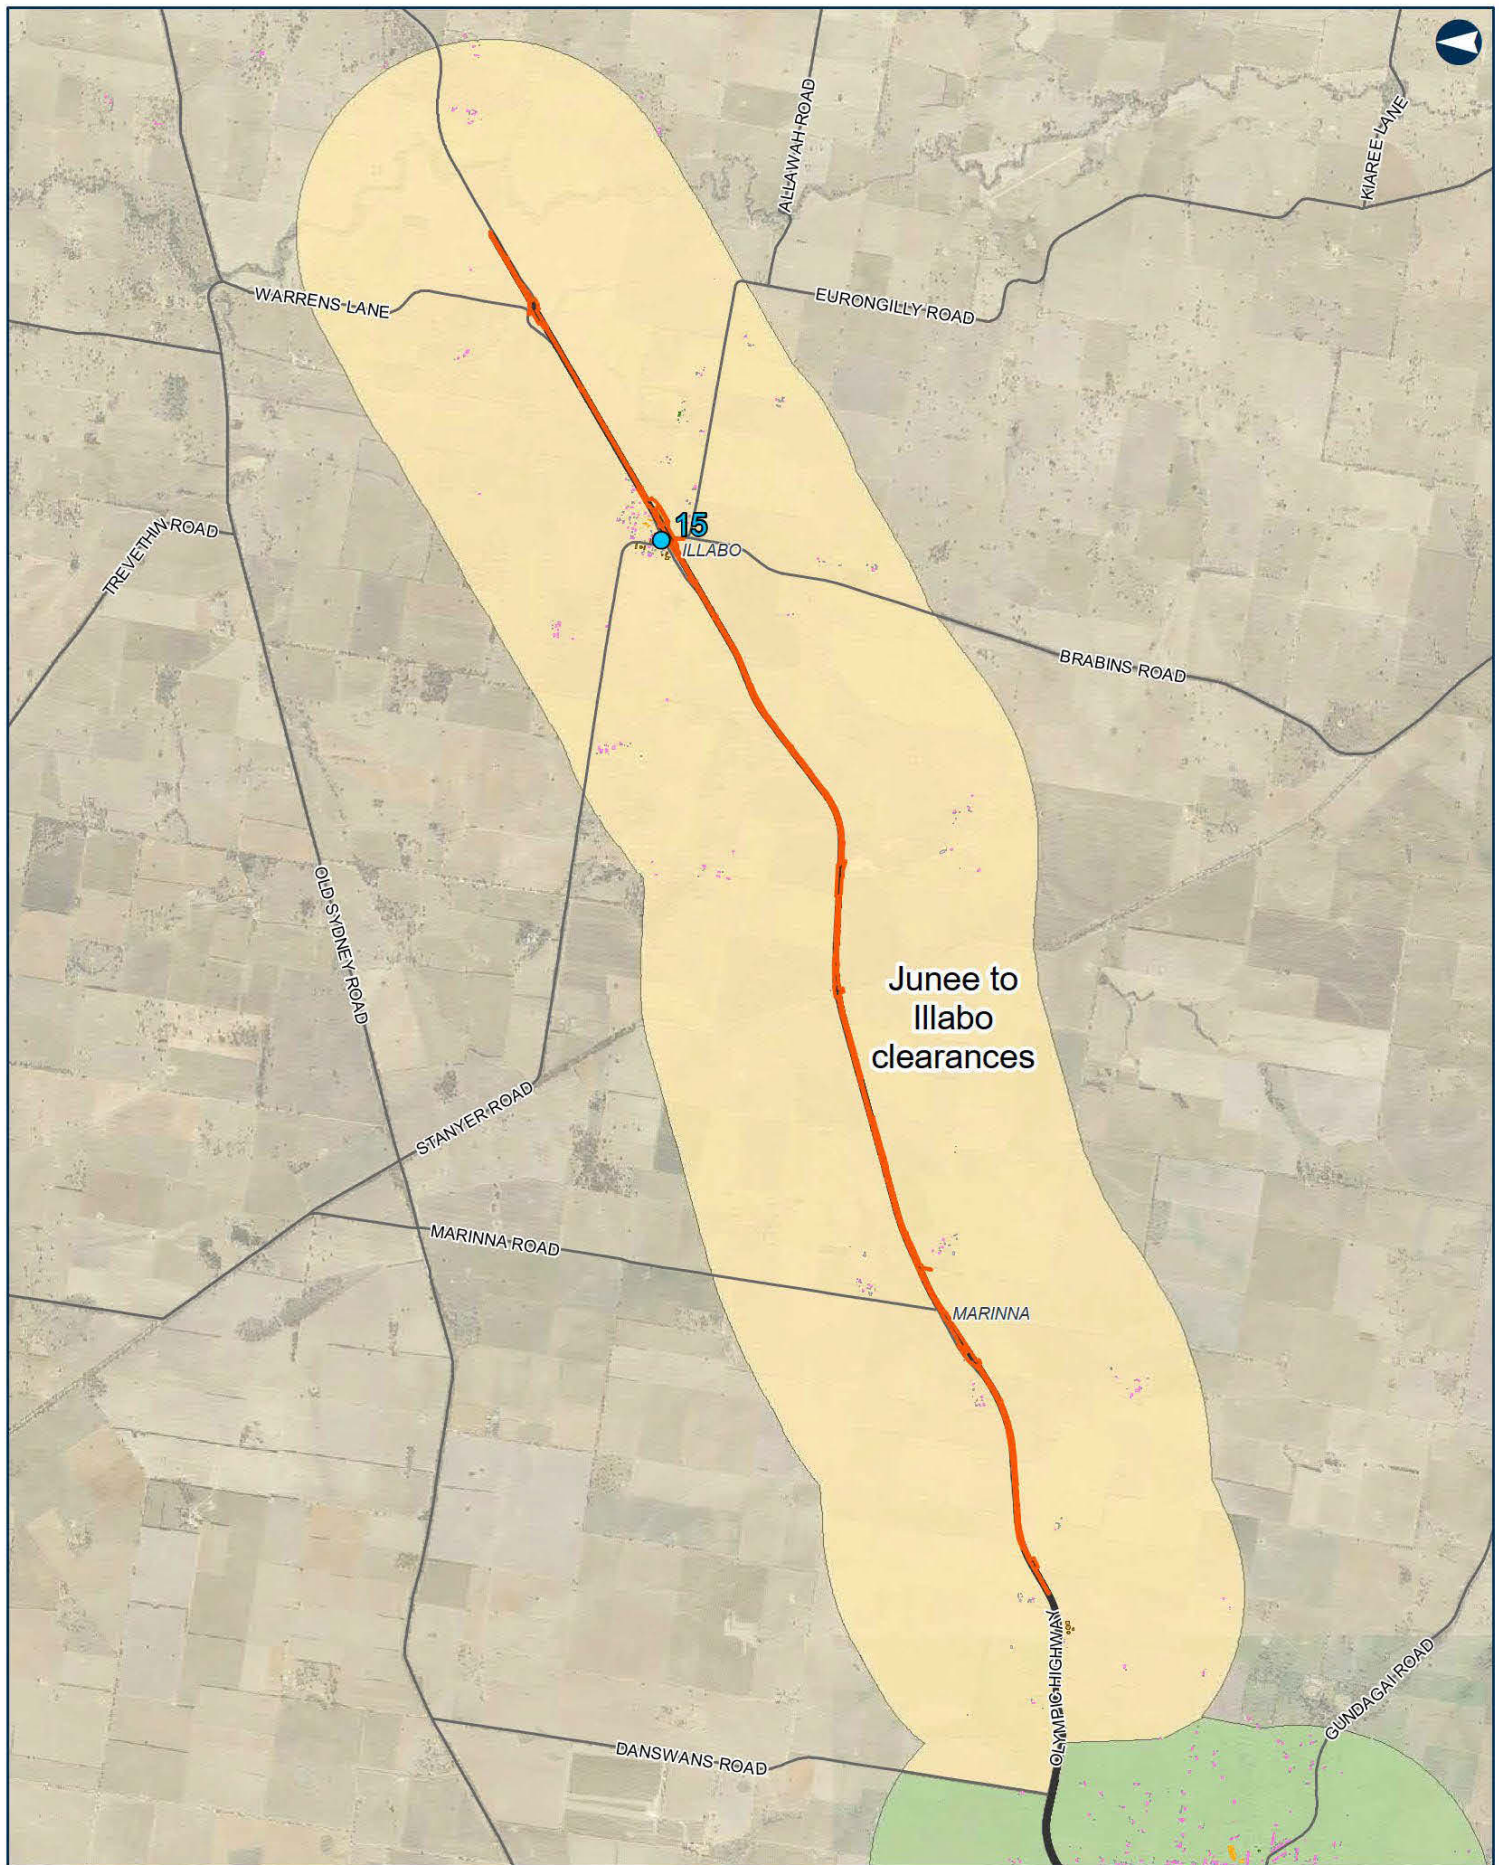 ALLAWAH ROAD
KIAREE LANE
WARRENS LANE
EURONGILLY ROAD
15
ILLABO
TREVETHIN ROAD
BRABINS ROAD
OLD SYDNEY ROAD
Junee to
Illabo
clearances
STANYER ROAD
MARINNA ROAD
MARINNA
OLYMPIC HIGHWAY
GUNDAGAI ROAD
DANSWANS ROAD